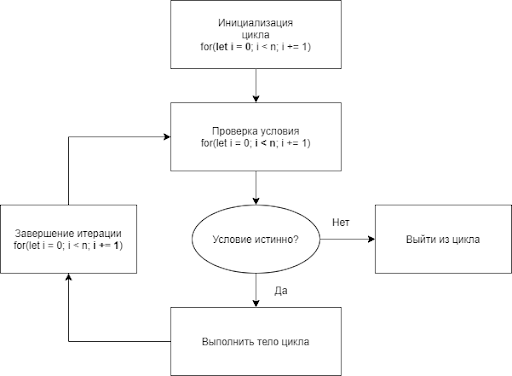 Инициализация
цикла
for(let i = 0; i < n; i += 1)
Проверка условия
for(let i = 0; i < n; i += 1)
Завершение итерации
for(let i = 0; i < n; i += 1)
Условие истинно?
Нет
Выйти из цикла
Да
Выполнить тело цикла